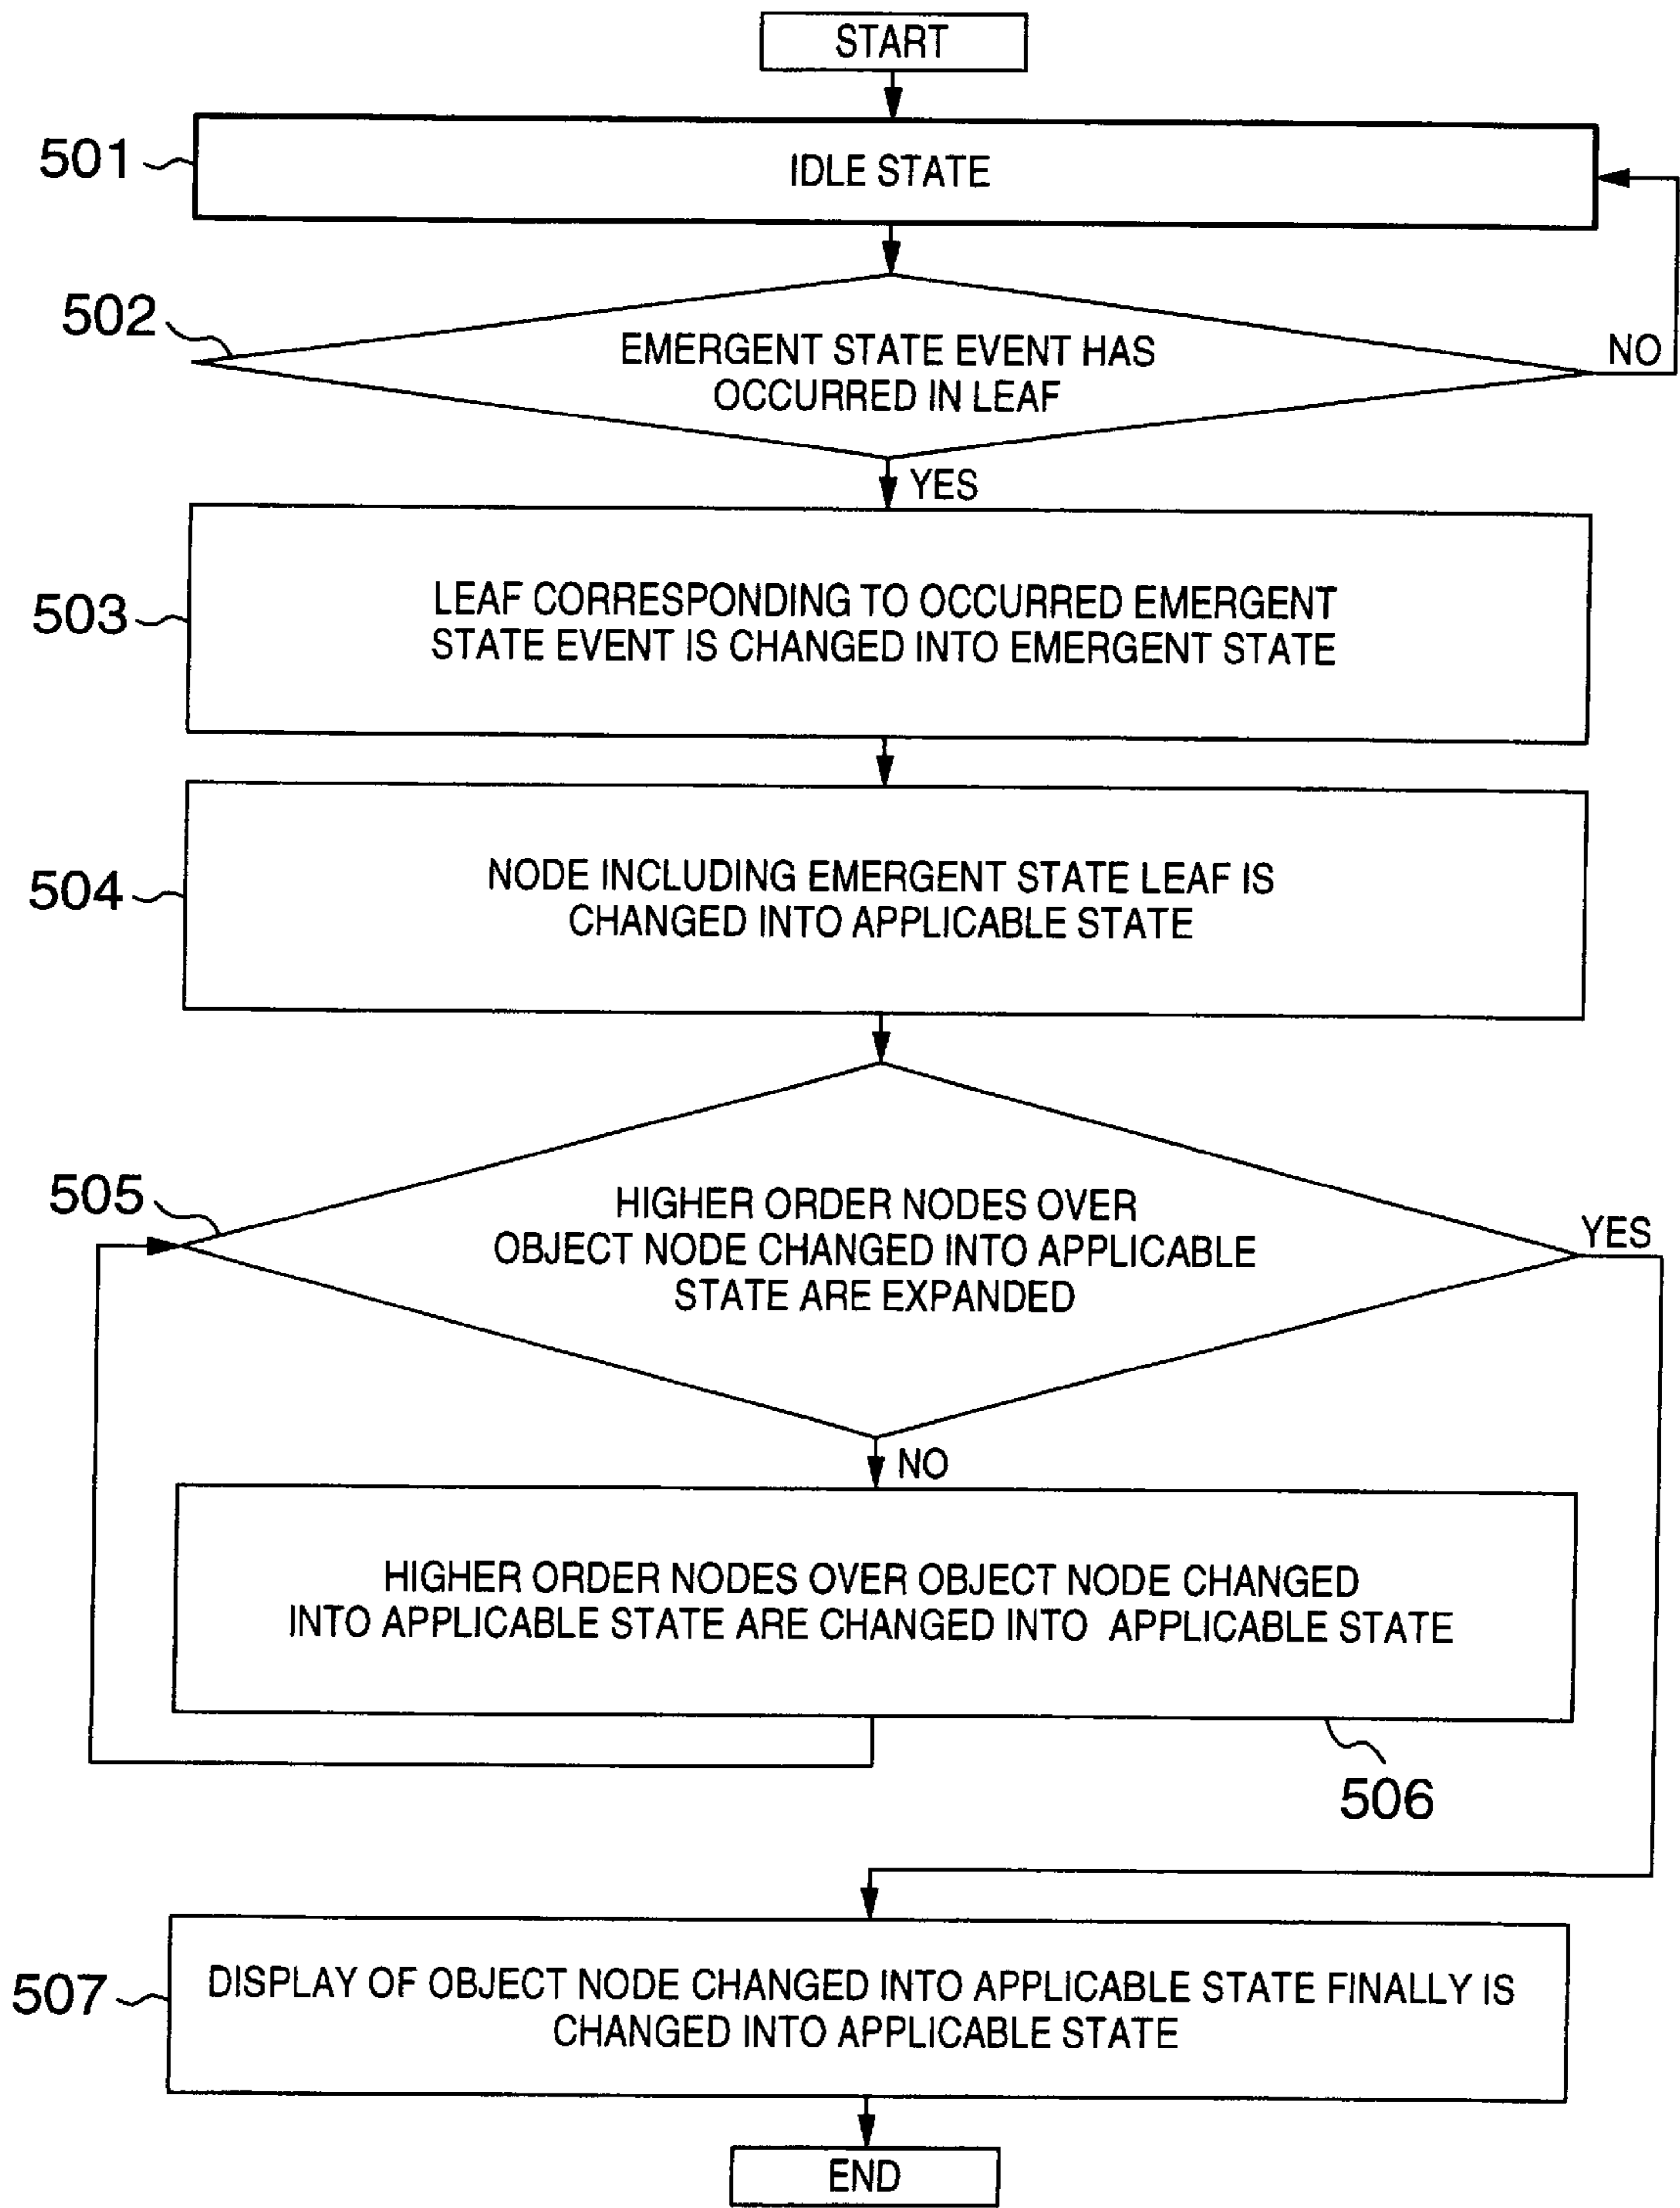 START
501
IDLE STATE
502
EMERGENT STATE EVENT HAS
OCCURRED IN LEAF
NO
YES
503
LEAF CORRESPONDING TO OCCURRED EMERGENT
STATE EVENT IS CHANGED INTO EMERGENT STATE
504
NODE INCLUDING EMERGENT STATE LEAF IS
CHANGED INTO APPLICABLE STATE
505
HIGHER ORDER NODES OVER
OBJECT NODE CHANGED INTO APPLICABLE
STATE ARE EXPANDED
YES
NO
HIGHER ORDER NODES OVER OBJECT NODE CHANGED
INTO APPLICABLE STATE ARE CHANGED INTO APPLICABLE STATE
506
507
DISPLAY OF OBJECT NODE CHANGED INTO APPLICABLE STATE FINALLY IS
CHANGED INTO APPLICABLE STATE
END